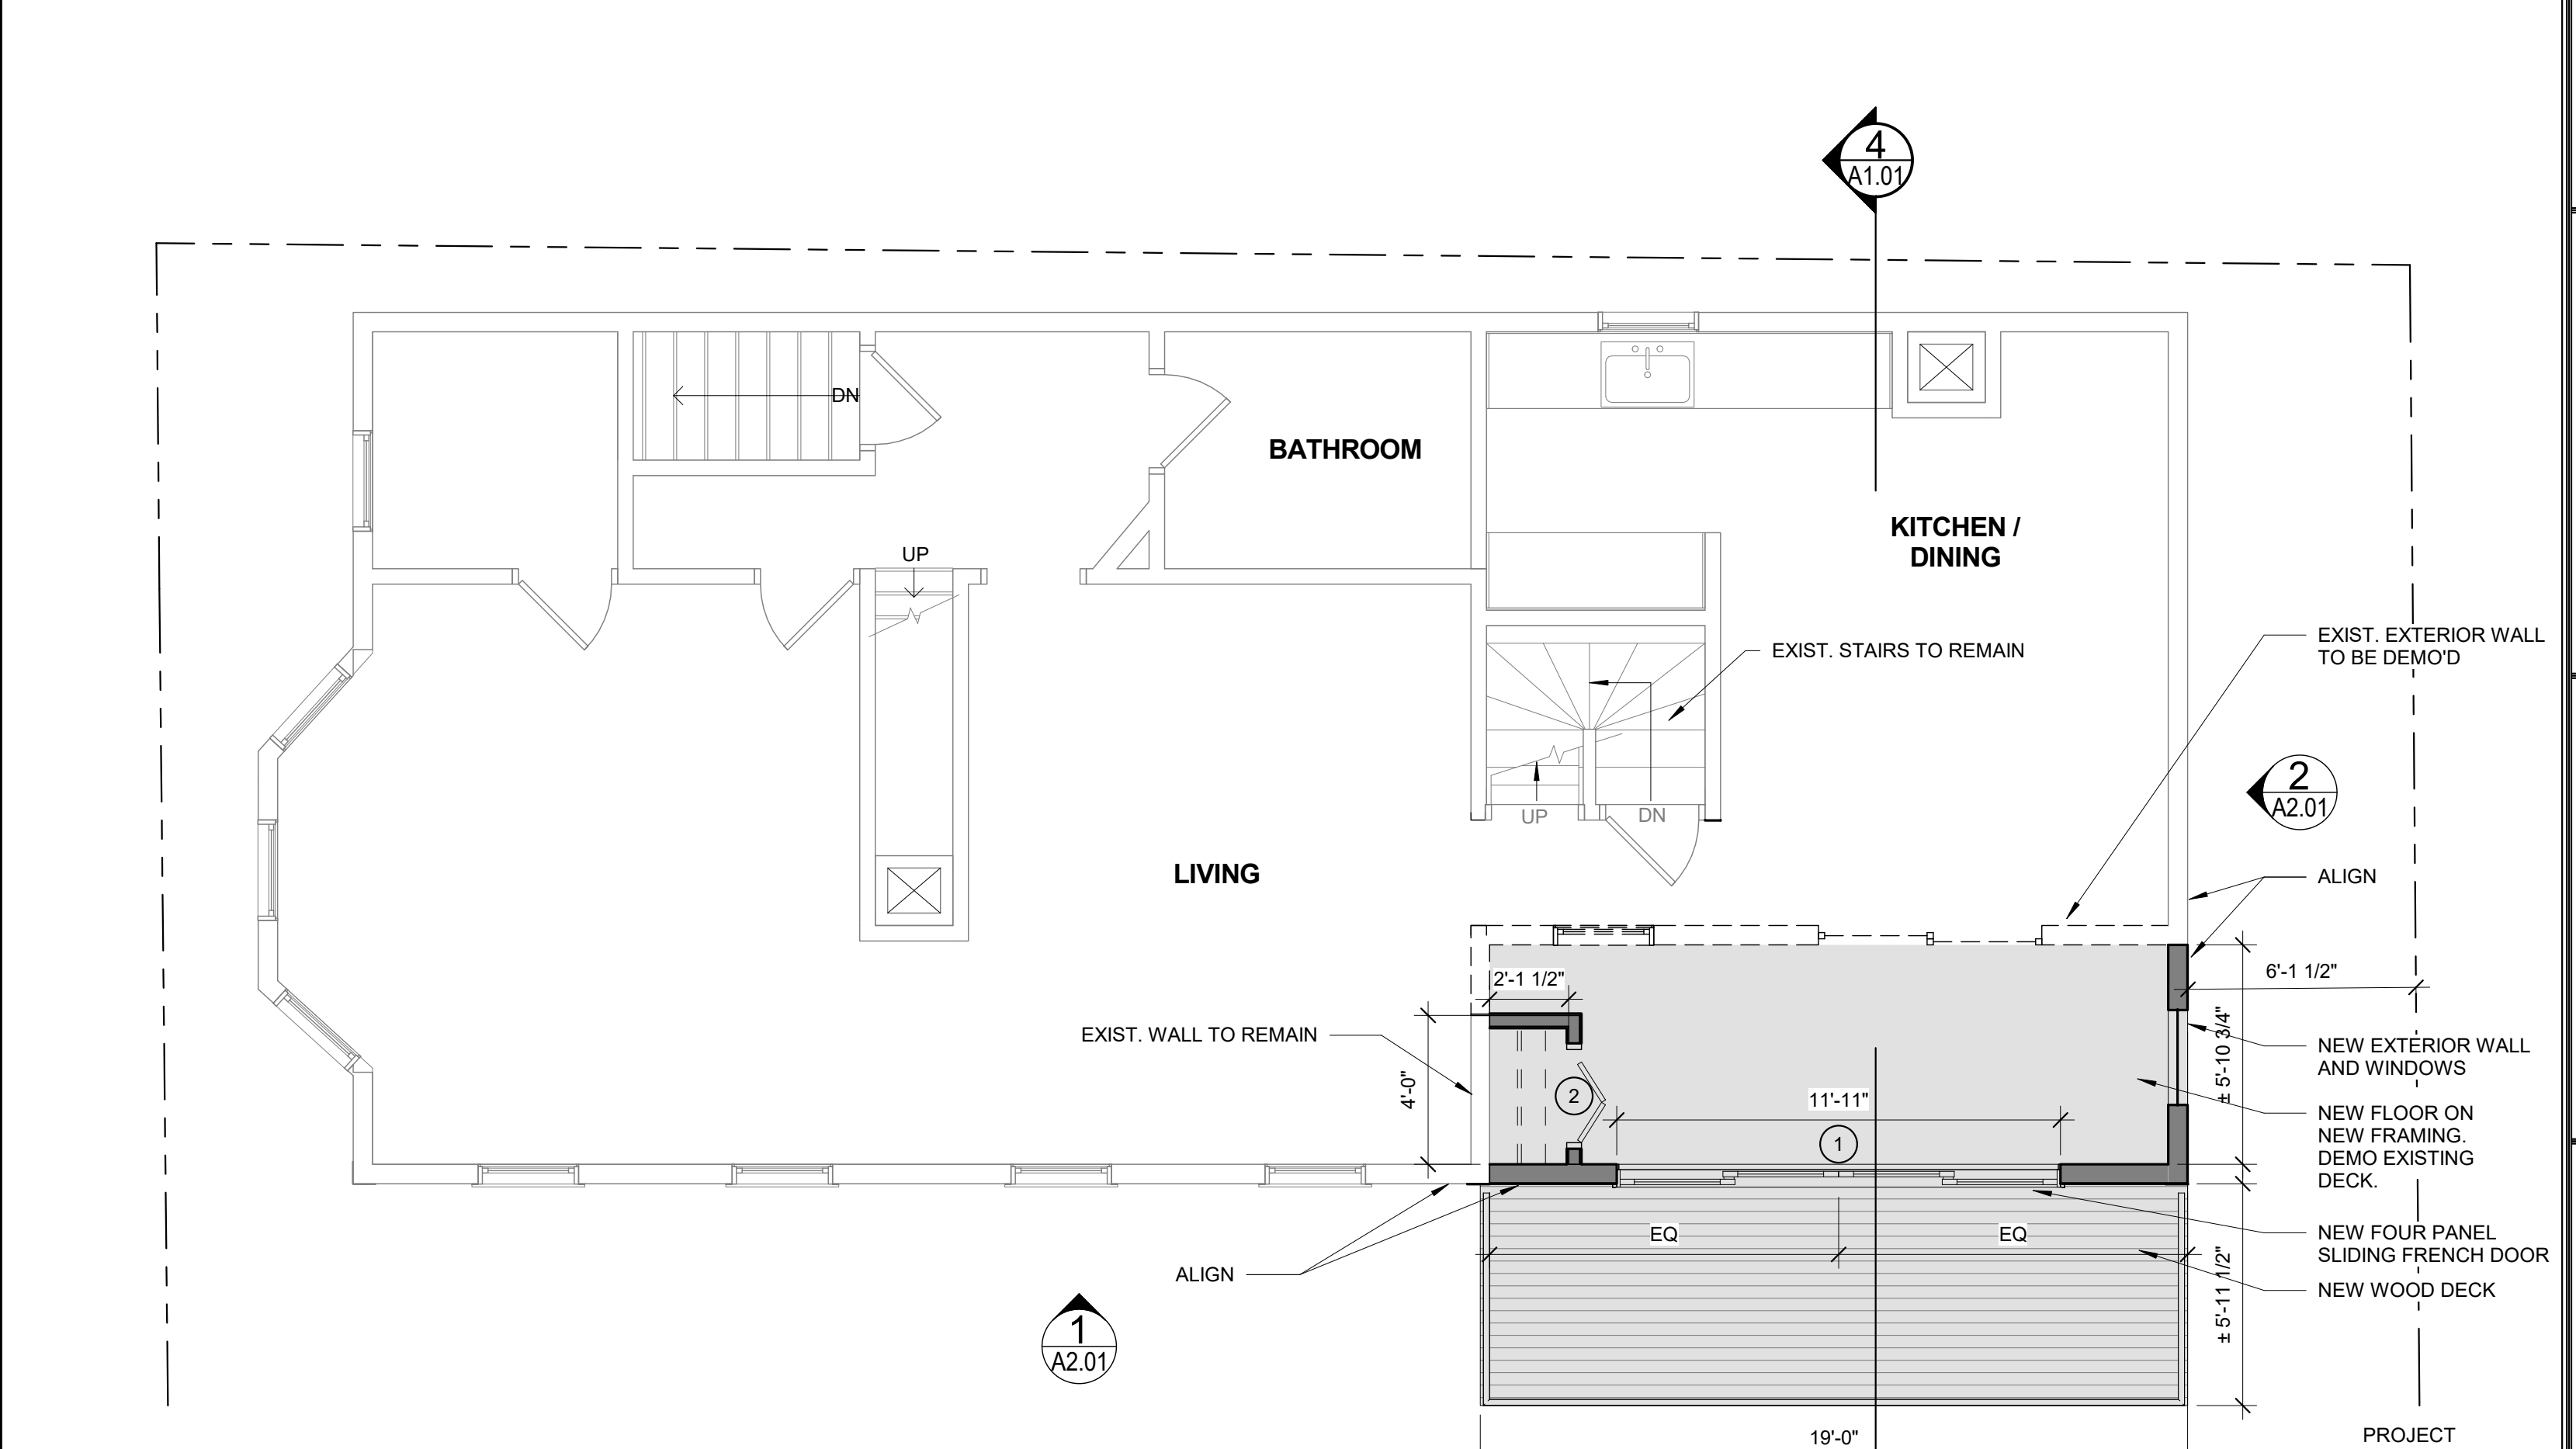 4
A1.01
DN
BATHROOM
UP
KITCHEN /
DINING
EXIST. STAIRS TO REMAIN
EXIST. EXTERIOR WALL
TO BE DEMO'D
2
A2.01
UP
DN
LIVING
ALIGN
2'-1 1/2"
6'-1 1/2"
EXIST. WALL TO REMAIN
4'-0"
2
11'-11"
1
± 5'-10 3/4"
NEW EXTERIOR WALL
AND WINDOWS
NEW FLOOR ON
NEW FRAMING.
DEMO EXISTING
DECK.
EQ
EQ
NEW FOUR PANEL
SLIDING FRENCH DOOR
ALIGN
NEW WOOD DECK
± 5'-11 1/2"
1
A2.01
19'-0"
PROJECT